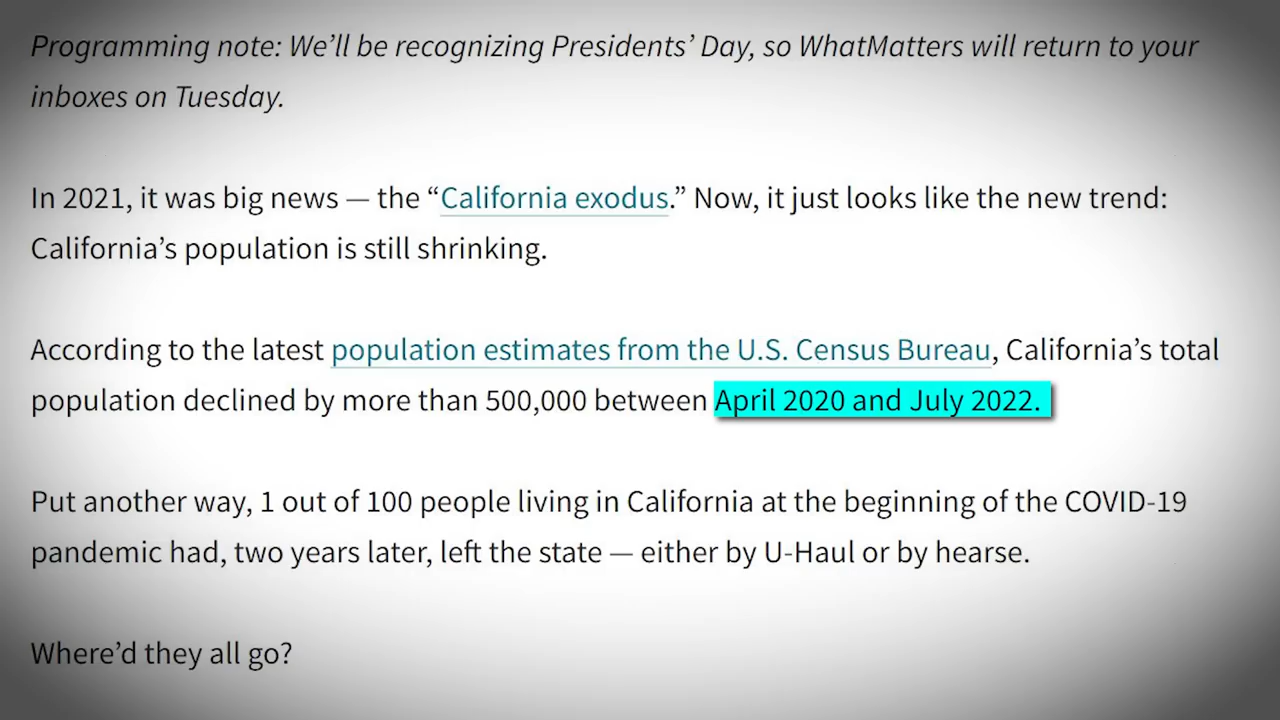 Programming note: We’ll be recognizing Presidents’ Day, so WhatMatters will return to your
inboxes on Tuesday.
In 2021, it was big news — the “California exodus.” Now, it just looks like the new trend:
California’s population is still shrinking.
According to the latest population estimates from the U.S. Census Bureau, California’s total
population declined by more than 500,000 between April 2020 and July 2022.
Put another way, 1 out of 100 people living in California at the beginning of the COVID-19
pandemic had, two years later, left the state — either by U-Haul or by hearse.
Where’d they all go?